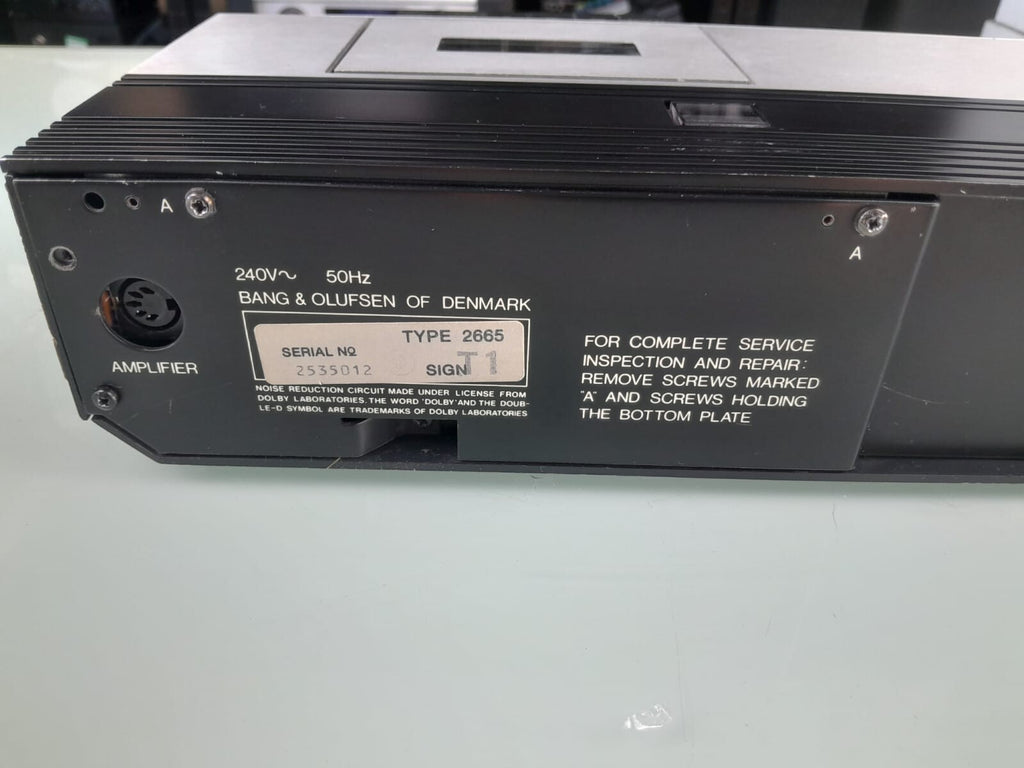 A
240V~ 50Hz
BANG & OLUFSEN OF DENMARK
TYPE 2665
SERIAL NO
2535012
SIGN T1
NOISE REDUCTION CIRCUIT MADE UNDER LICENSE FROM
DOLBY LABORATORIES. THE WORD 'DOLBY' AND THE DOUB-
LE-D SYMBOL ARE TRADEMARKS OF DOLBY LABORATORIES
AMPLIFIER
A
FOR COMPLETE SERVICE
INSPECTION AND REPAIR:
REMOVE SCREWS MARKED
'A' AND SCREWS HOLDING
THE BOTTOM PLATE